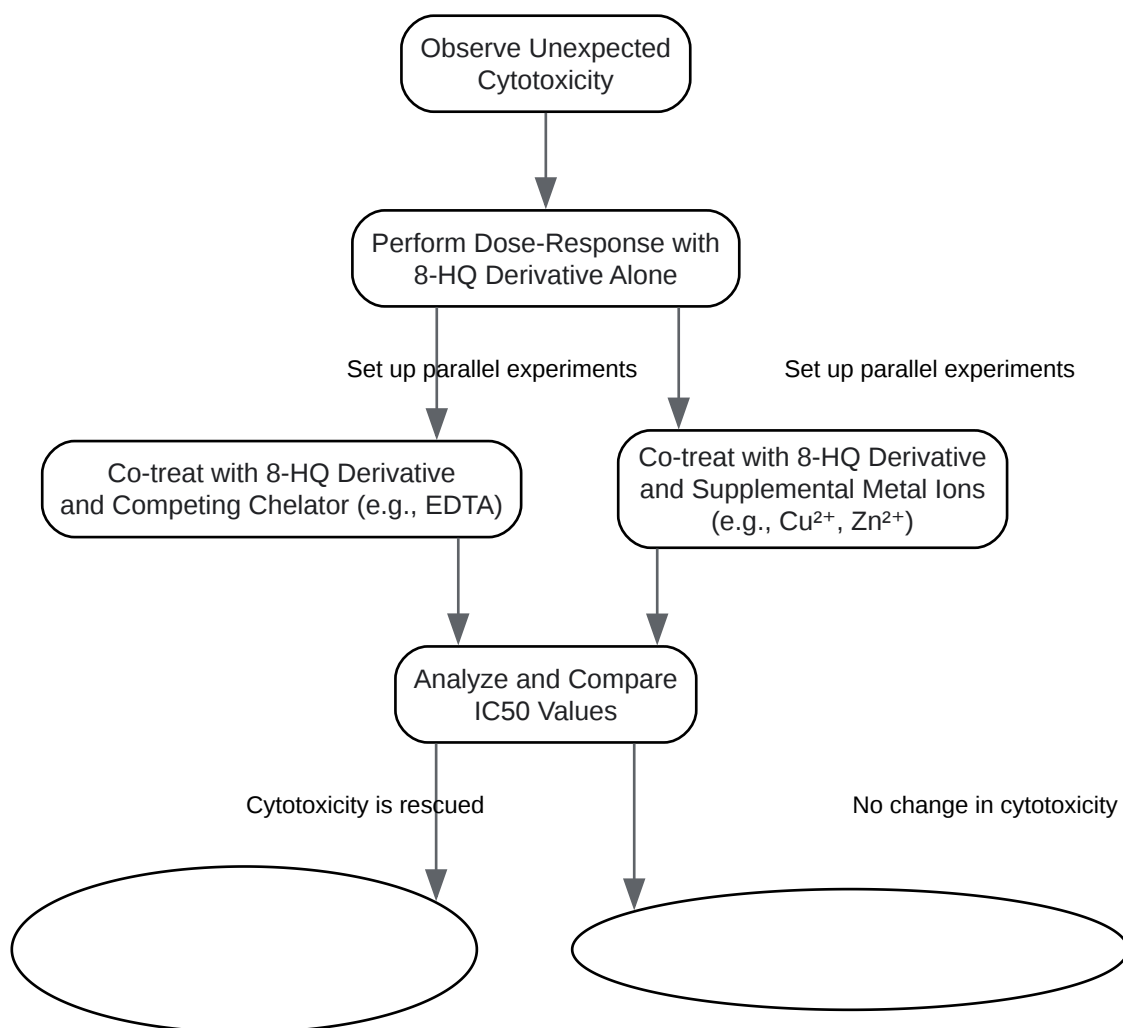 Observe Unexpected
Cytotoxicity
Perform Dose-Response with
8-HQ Derivative Alone
Set up parallel experiments
Set up parallel experiments
Co-treat with 8-HQ Derivative
and Competing Chelator (e.g., EDTA)
Co-treat with 8-HQ Derivative
and Supplemental Metal Ions
(e.g., Cu²⁺, Zn²⁺)
Analyze and Compare
IC50 Values
Cytotoxicity is rescued
No change in cytotoxicity